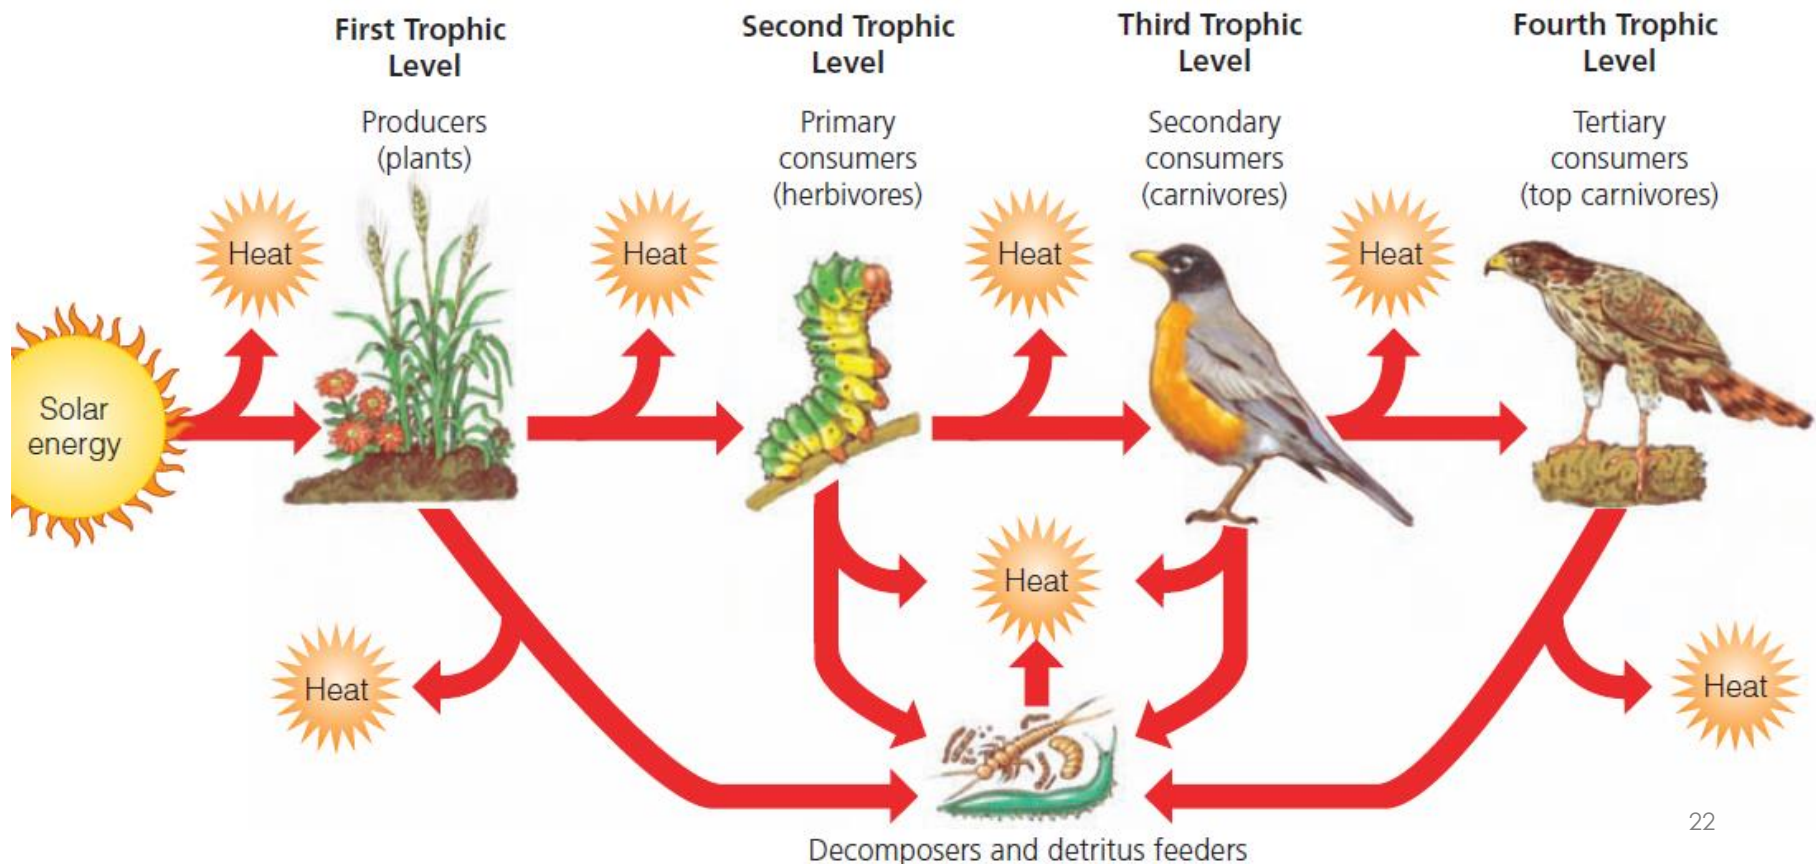 First Trophic
Level
Producers
(plants)
Second Trophic
Level
Primary
consumers
(herbivores)
Third Trophic
Level
Secondary
consumers
(carnivores)
Fourth Trophic
Level
Tertiary
consumers
(top carnivores)
Heat
Heat
Heat
Heat
Solar
energy
Heat
Heat
Heat
Decomposers and detritus feeders
22